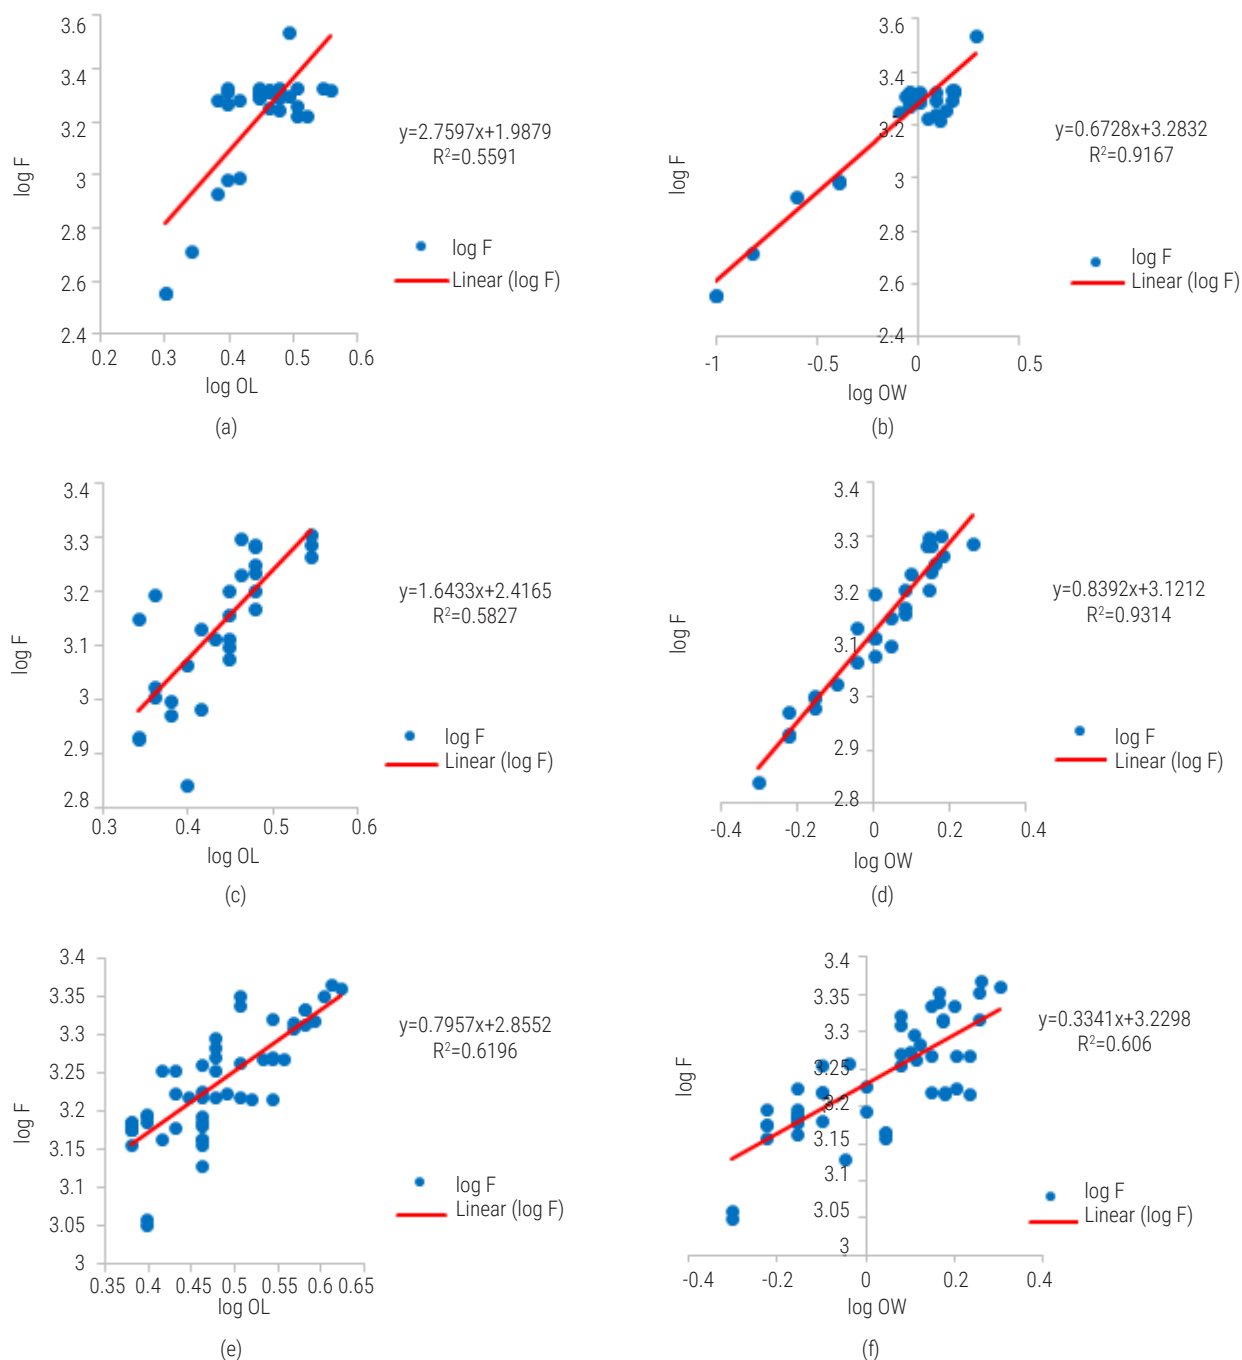 3.6
3.4
3.2
3
2.8
2.6
2.4
0.2
0.3
0.4
0.5
0.6
log F
log OL
y=2.7597x+1.9879
R²=0.5591
log F
Linear (log F)
(a)
3.6
3.4
3.2
3
2.8
2.6
2.4
-1
-0.5
0
0.5
log F
log OW
y=0.6728x+3.2832
R²=0.9167
log F
Linear (log F)
(b)
3.4
3.3
3.2
3.1
3
2.9
2.8
0.3
0.4
0.5
0.6
log F
log OL
y=1.6433x+2.4165
R²=0.5827
log F
Linear (log F)
(c)
3.4
3.3
3.2
3.1
3
2.9
2.8
-0.4
-0.2
0
0.2
0.4
log F
log OW
y=0.8392x+3.1212
R²=0.9314
log F
Linear (log F)
(d)
3.4
3.35
3.3
3.25
3.2
3.15
3.1
3.05
3
0.35
0.4
0.45
0.5
0.55
0.6
0.65
log F
log OL
y=0.7957x+2.8552
R²=0.6196
log F
Linear (log F)
(e)
3.4
3.35
3.3
3.25
3.2
3.15
3.1
3.05
3
-0.4
-0.2
0
0.2
0.4
log F
log OW
y=0.3341x+3.2298
R²=0.606
log F
Linear (log F)
(f)